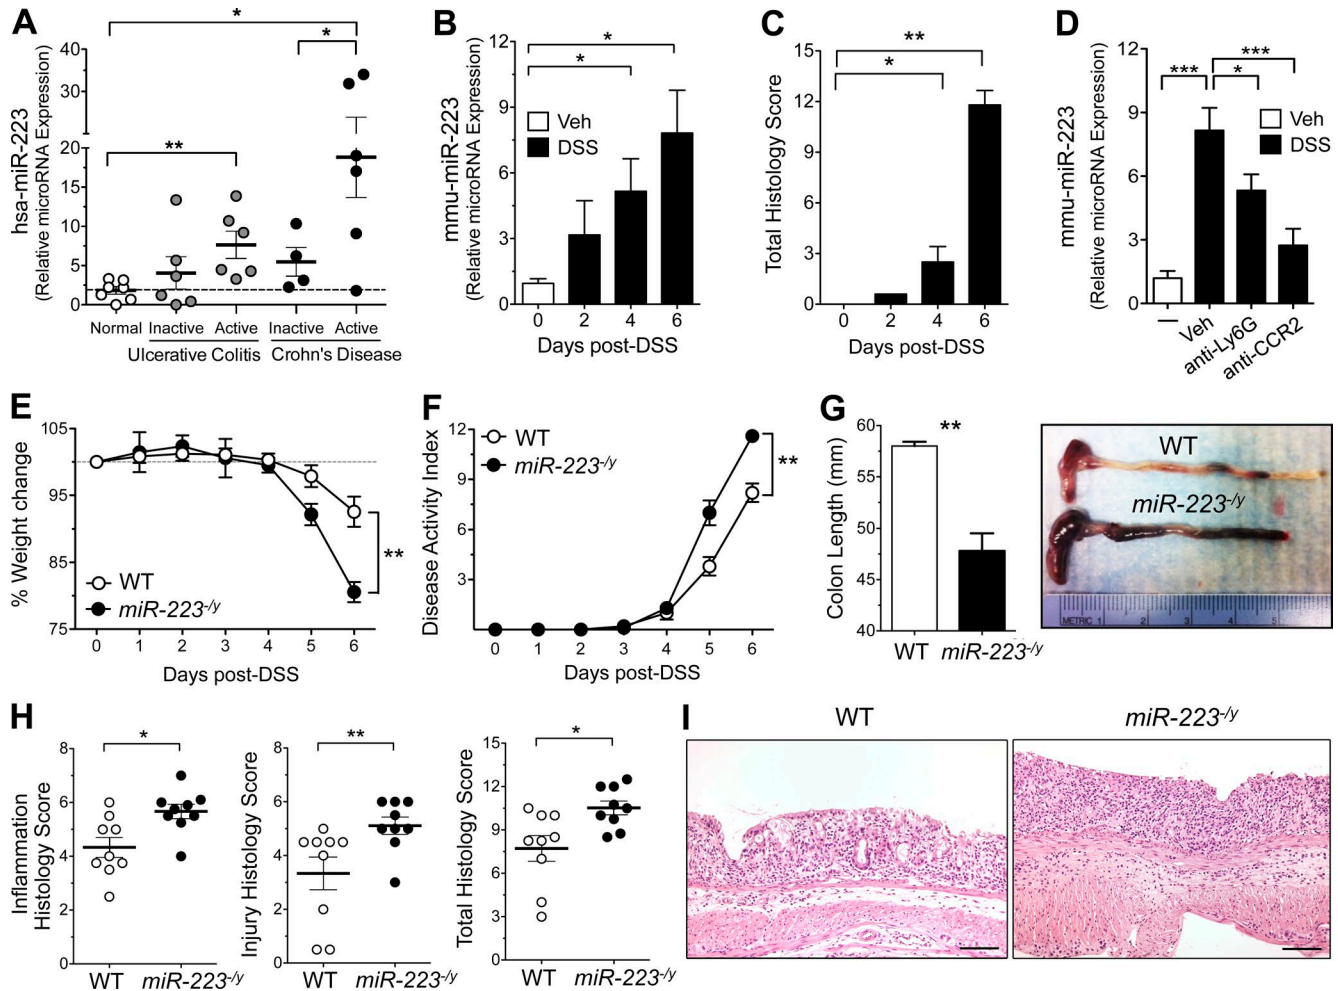 A
hsa-miR-223
(Relative microRNA Expression)
40
30
20
15
10
5
0
*
*
**
Normal Inactive Active Inactive Active
Ulcerative Colitis Crohn's Disease
B
mmu-miR-223
(Relative microRNA Expression)
12
9
6
3
0
*
*
Veh
DSS
0 2 4 6
Days post-DSS
C
Total Histology Score
15
12
9
6
3
0
**
*
0 2 4 6
Days post-DSS
D
mmu-miR-223
(Relative microRNA Expression)
12
9
6
3
0
***
***
*
Veh
DSS
— Veh anti-Ly6G anti-CCR2
E
% Weight change
105
95
85
75
WT
miR-223-/y
**
0 1 2 3 4 5 6
Days post-DSS
F
Disease Activity Index
12
9
6
3
WT
miR-223-/y
**
0 1 2 3 4 5 6
Days post-DSS
G
Colon Length (mm)
60
55
50
45
40
**
WT miR-223-/y
WT
miR-223-/y
METRIC 1 2 3 4 5
H
Inflammation
Histology Score
8
6
4
2
0
*
WT miR-223-/y
Injury Histology Score
8
6
4
2
0
**
WT miR-223-/y
Total Histology Score
15
12
9
6
3
0
*
WT miR-223-/y
I
WT miR-223-/y